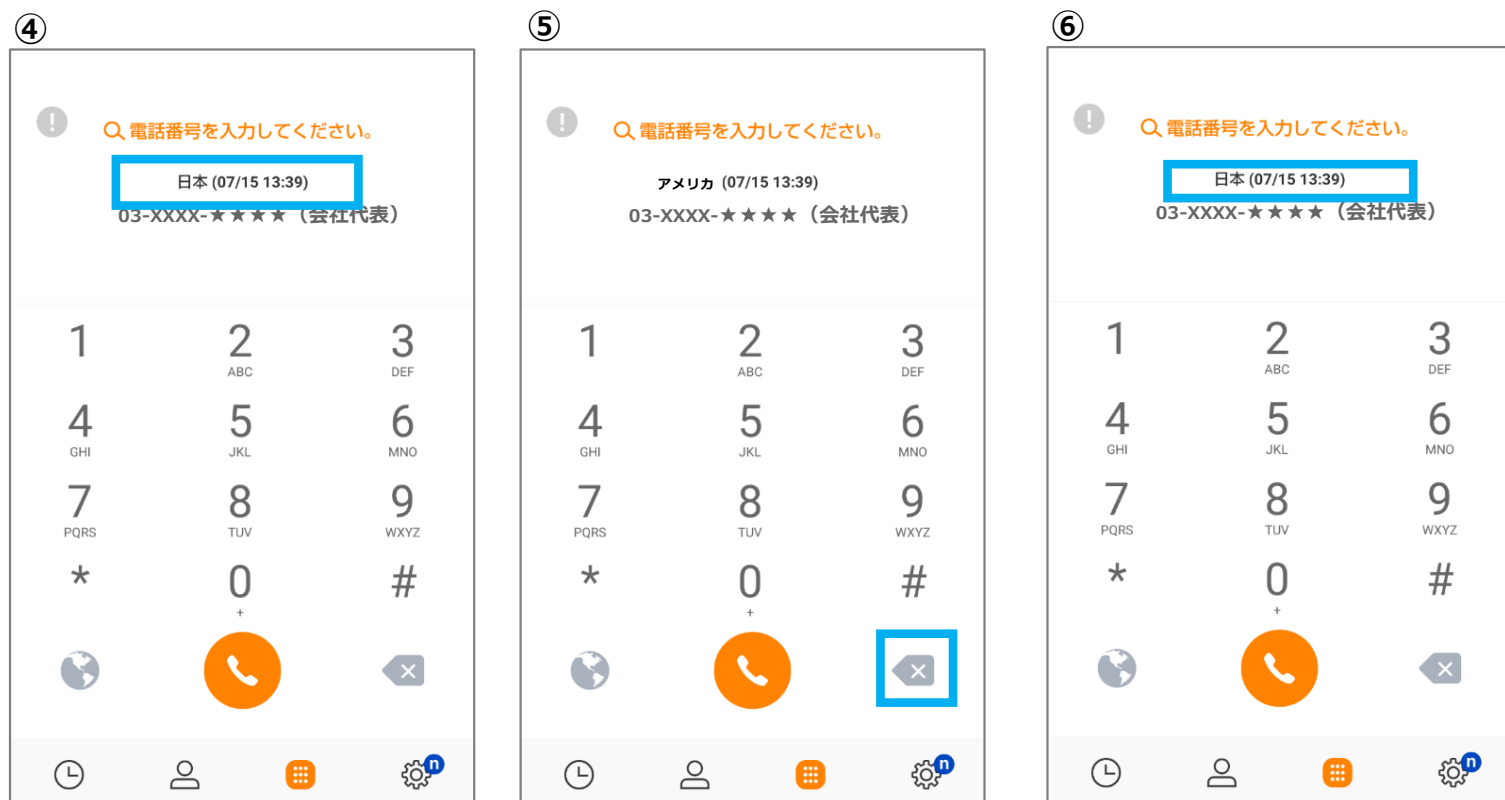 ④
電話番号を入力してください。
日本 (07/15 13:39)
03-XXXX-★★★★（会社代表）
1 2 3
ABC DEF
4 5 6
GHI JKL MNO
7 8 9
PQRS TUV WXYZ
* 0 #
+
n
⑤
電話番号を入力してください。
アメリカ (07/15 13:39)
03-XXXX-★★★★（会社代表）
1 2 3
ABC DEF
4 5 6
GHI JKL MNO
7 8 9
PQRS TUV WXYZ
* 0 #
+
n
⑥
電話番号を入力してください。
日本 (07/15 13:39)
03-XXXX-★★★★（会社代表）
1 2 3
ABC DEF
4 5 6
GHI JKL MNO
7 8 9
PQRS TUV WXYZ
* 0 #
+
n